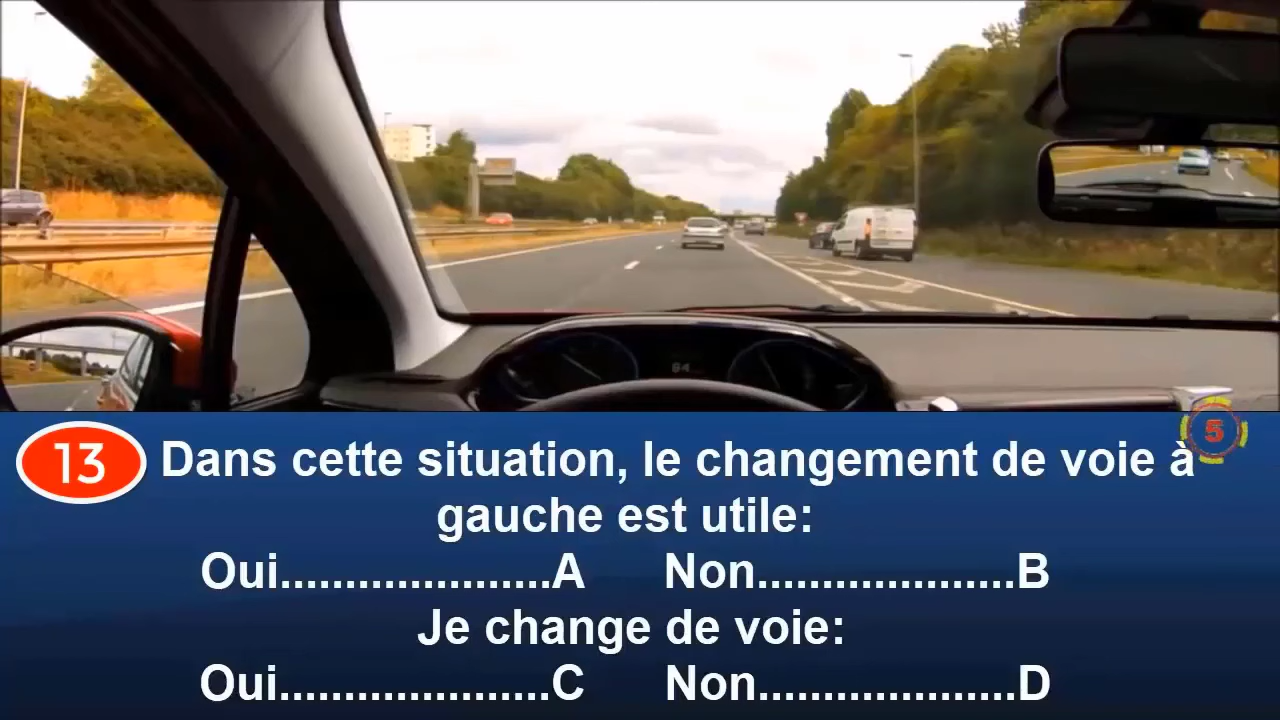 64
13 Dans cette situation, le changement de voie à
5
gauche est utile:
Oui.....................A Non....................B
Je change de voie:
Oui.....................C Non....................D